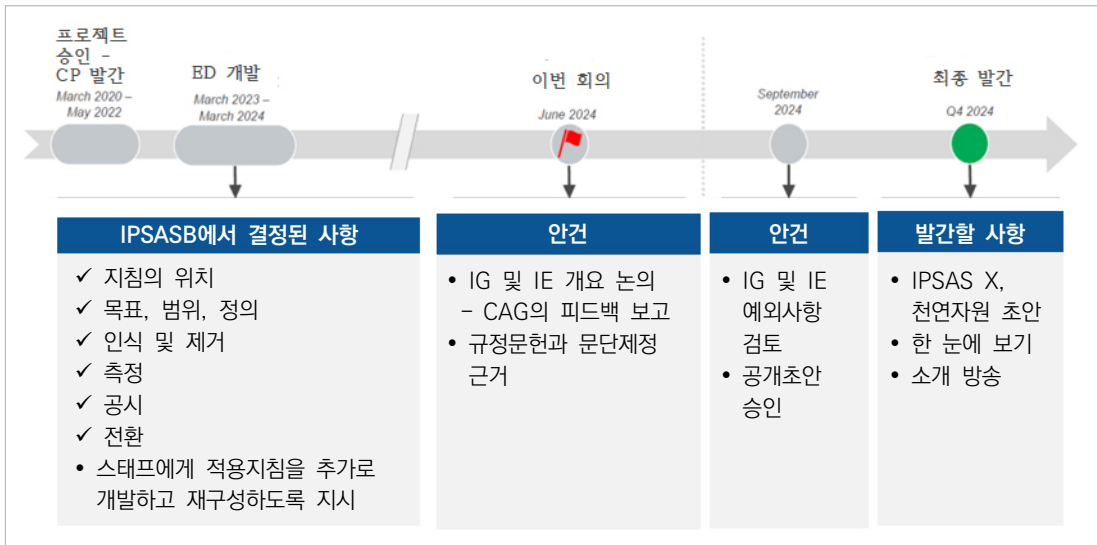 프로젝트
승인 -
CP 발간
March 2020 –
May 2022
ED 개발
March 2023 –
March 2024
이번 회의
June 2024
September
2024
최종 발간
Q4 2024
IPSASB에서 결정된 사항
✓ 지침의 위치
✓ 목표, 범위, 정의
✓ 인식 및 제거
✓ 측정
✓ 공시
✓ 전환
• 스태프에게 적용지침을 추가로
개발하고 재구성하도록 지시
안건
• IG 및 IE 개요 논의
– CAG의 피드백 보고
• 규정문헌과 문단제정
근거
안건
• IG 및 IE
예외사항
검토
• 공개초안
승인
발간할 사항
• IPSAS X,
천연자원 초안
• 한 눈에 보기
• 소개 방송